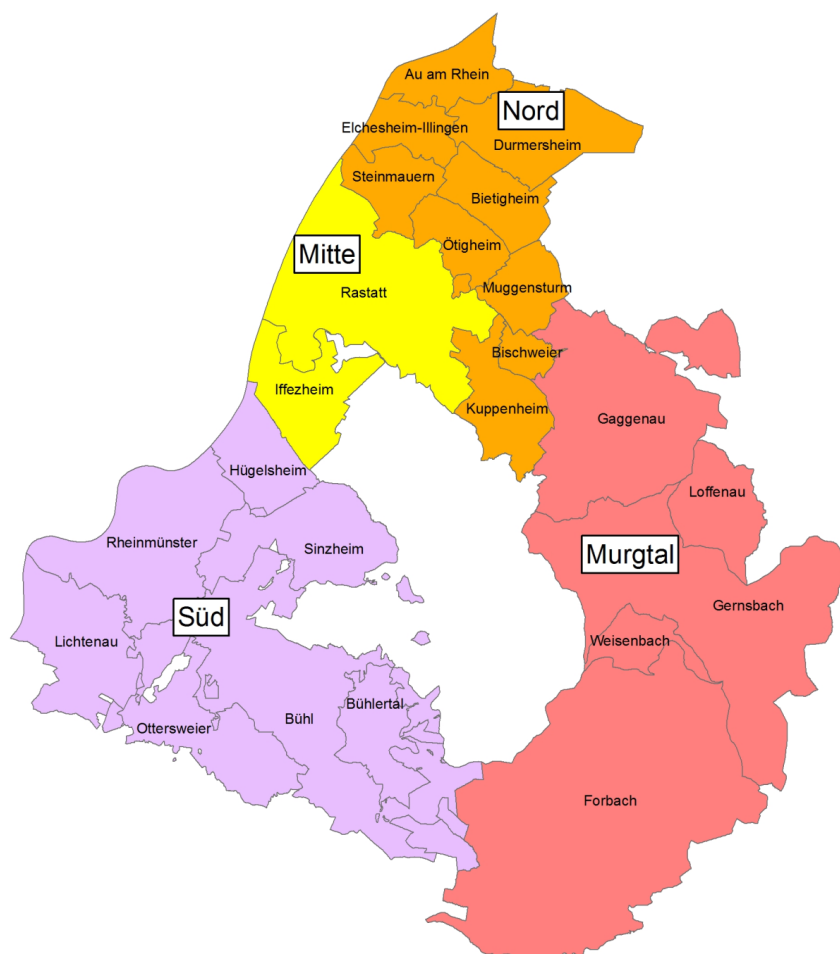 Au am Rhein
Nord
Elchesheim-Illingen
Durmersheim
Steinmauern
Bietigheim
Ötigheim
Mitte
Muggensturm
Rastatt
Bischweier
Iffezheim
Kuppenheim
Gaggenau
Hügelsheim
Loffenau
Rheinmünster
Sinzheim
Murgtal
Gernsbach
Süd
Lichtenau
Weisenbach
Bühlertal
Ottersweier
Bühl
Forbach